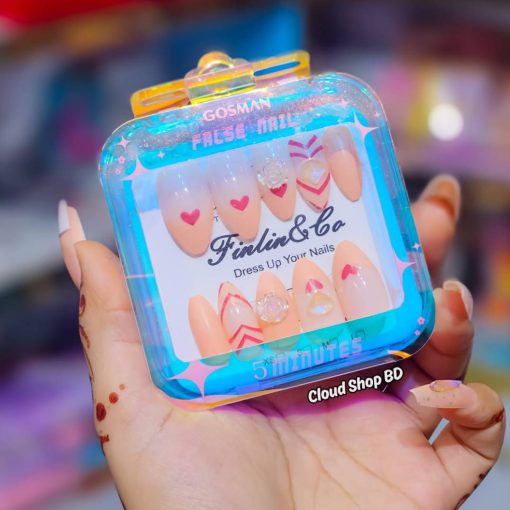 GOSMAN
FALSE NAIL
Finlin&Co
Dress Up Your Nails
5 MINUTES
Cloud Shop BD